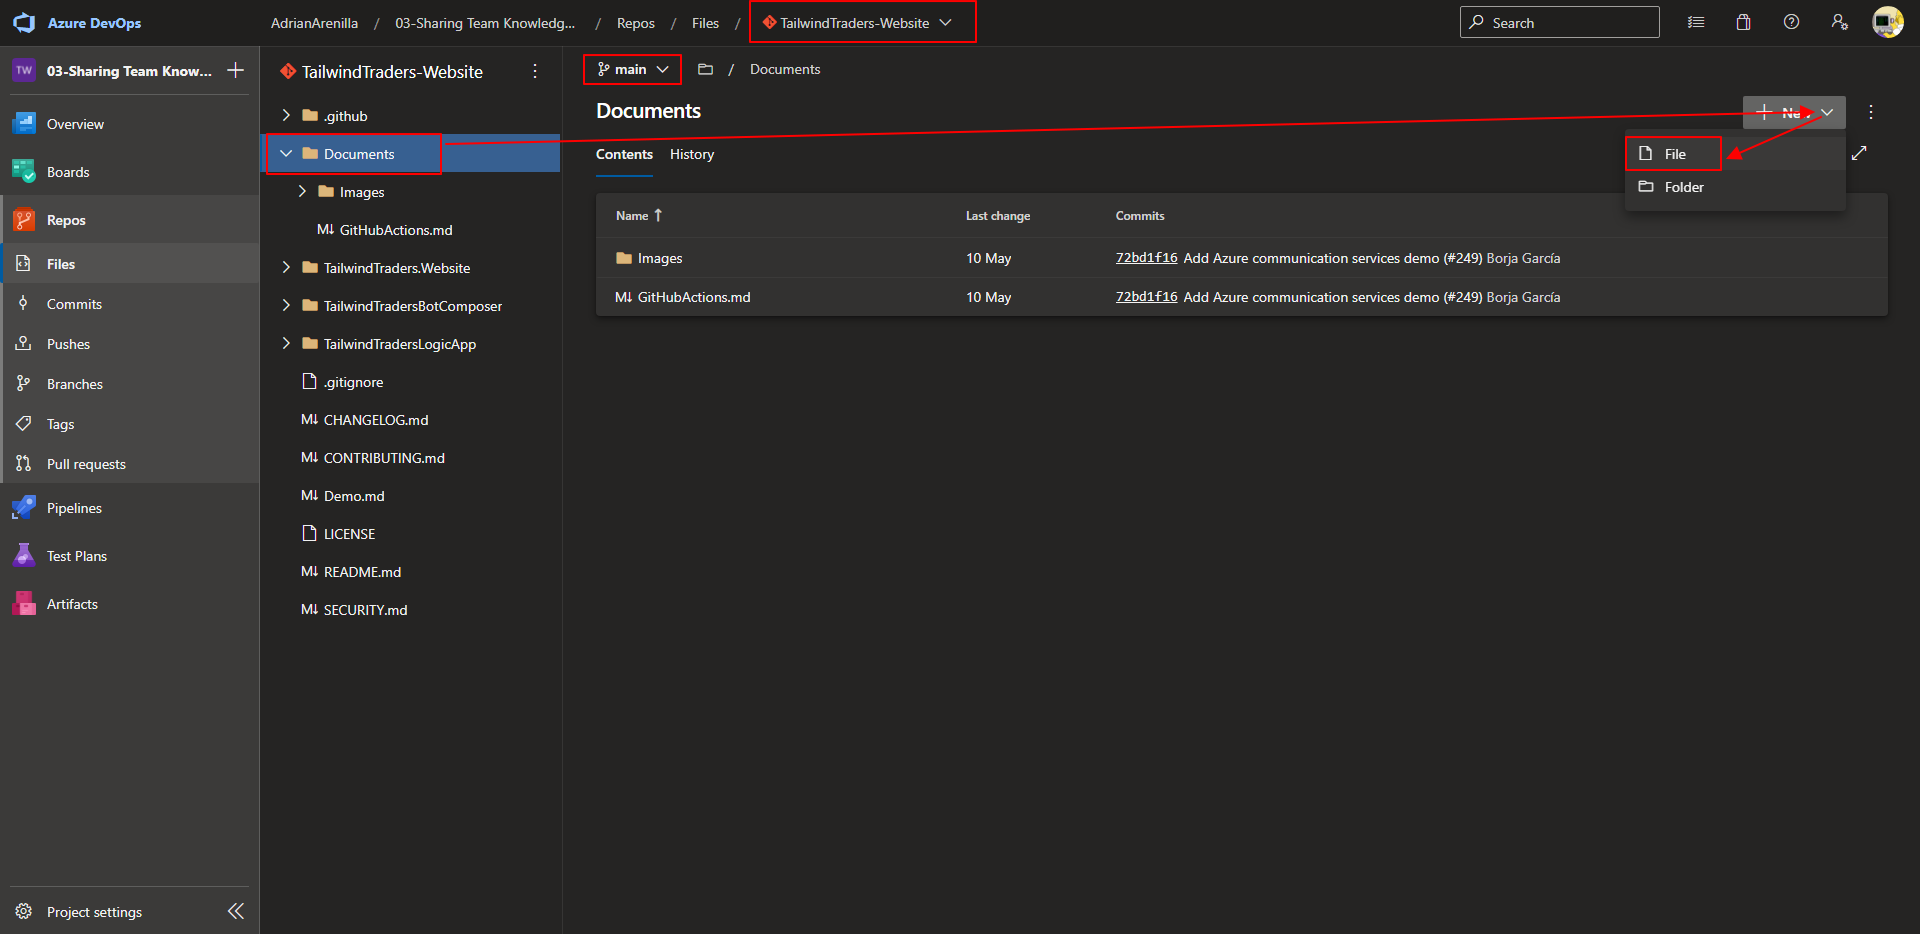 Azure DevOps
AdrianArenilla / 03-Sharing Team Knowledg... / Repos / Files / TailwindTraders-Website
Search
TW 03-Sharing Team Know...
Overview
Boards
Repos
Files
Commits
Pushes
Branches
Tags
Pull requests
Pipelines
Test Plans
Artifacts
Project settings
TailwindTraders-Website
.github
Documents
Images
M↓ GitHubActions.md
TailwindTraders.Website
TailwindTradersBotComposer
TailwindTradersLogicApp
.gitignore
M↓ CHANGELOG.md
M↓ CONTRIBUTING.md
M↓ Demo.md
LICENSE
M↓ README.md
M↓ SECURITY.md
main / Documents
Documents
Contents History
File
Folder
Name ↑ Last change Commits
Images 10 May 72bd1f16 Add Azure communication services demo (#249) Borja García
M↓ GitHubActions.md 10 May 72bd1f16 Add Azure communication services demo (#249) Borja García